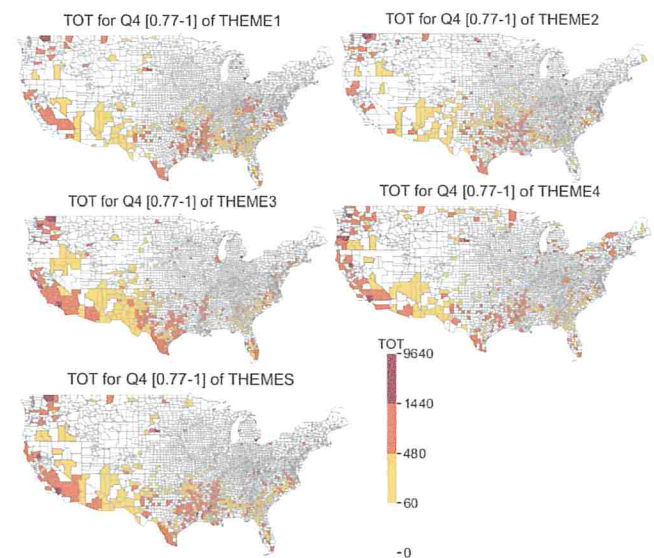 TOT for Q4 [0.77-1] of THEME1
TOT for Q4 [0.77-1] of THEME2
TOT for Q4 [0.77-1] of THEME3
TOT for Q4 [0.77-1] of THEME4
TOT for Q4 [0.77-1] of THEMES
TOT
9640
1440
480
60
0